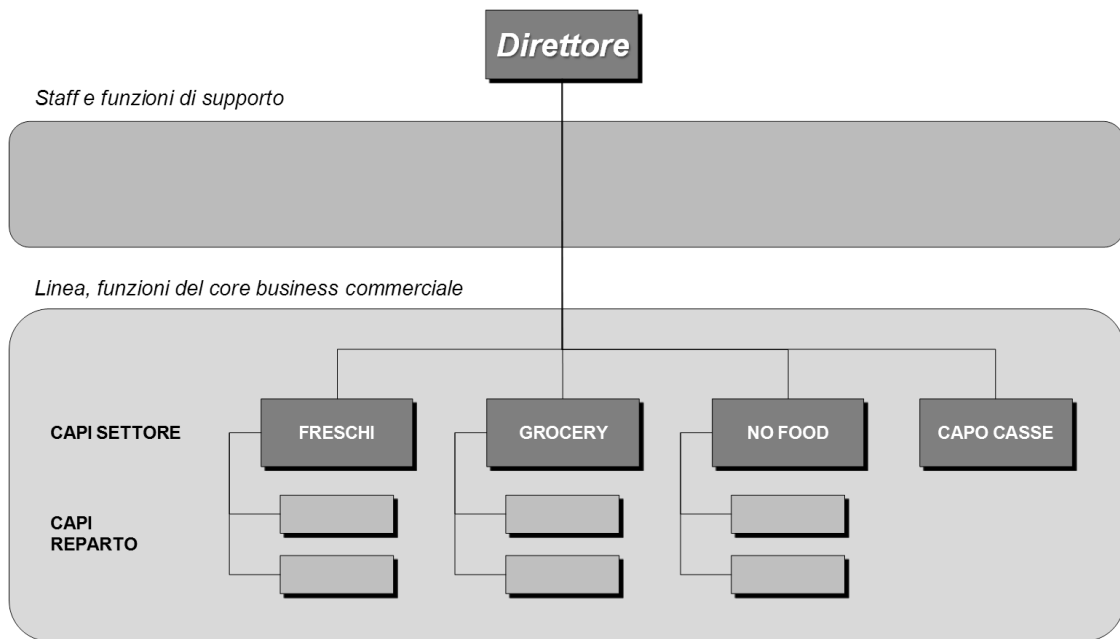 Direttore
Staff e funzioni di supporto
Linea, funzioni del core business commerciale
CAPI SETTORE
FRESCHI
GROCERY
NO FOOD
CAPO CASSE
CAPI
REPARTO